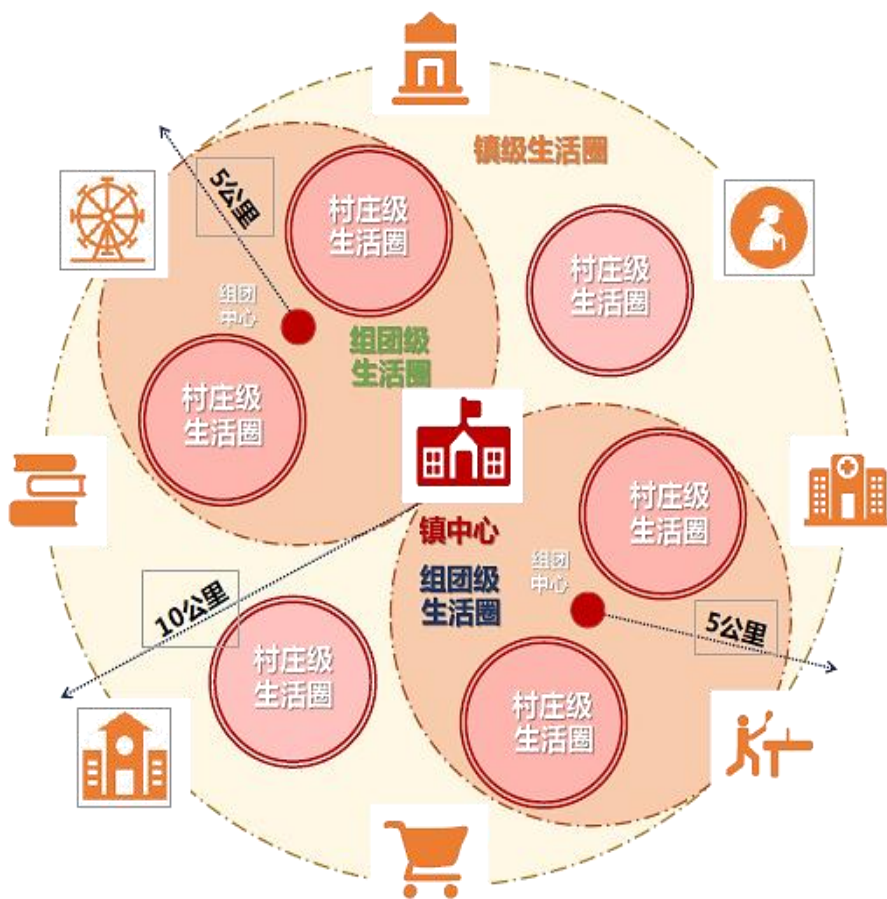 镇级生活圈
5公里
村庄级
生活圈
村庄级
生活圈
组团
中心
组团级
生活圈
村庄级
生活圈
村庄级
生活圈
镇中心
组团级
生活圈
组团
中心
10公里
5公里
村庄级
生活圈
村庄级
生活圈